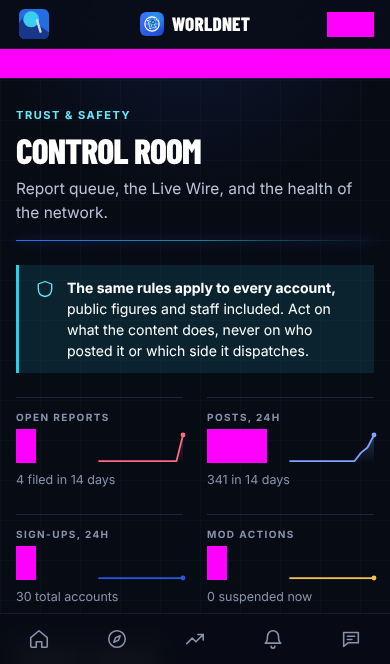 WORLDNET
TRUST & SAFETY
CONTROL ROOM
Report queue, the Live Wire, and the health of
the network.
The same rules apply to every account,
public figures and staff included. Act on
what the content does, never on who
posted it or which side it dispatches.
OPEN REPORTS
4 filed in 14 days
POSTS, 24H
341 in 14 days
SIGN-UPS, 24H
30 total accounts
MOD ACTIONS
0 suspended now